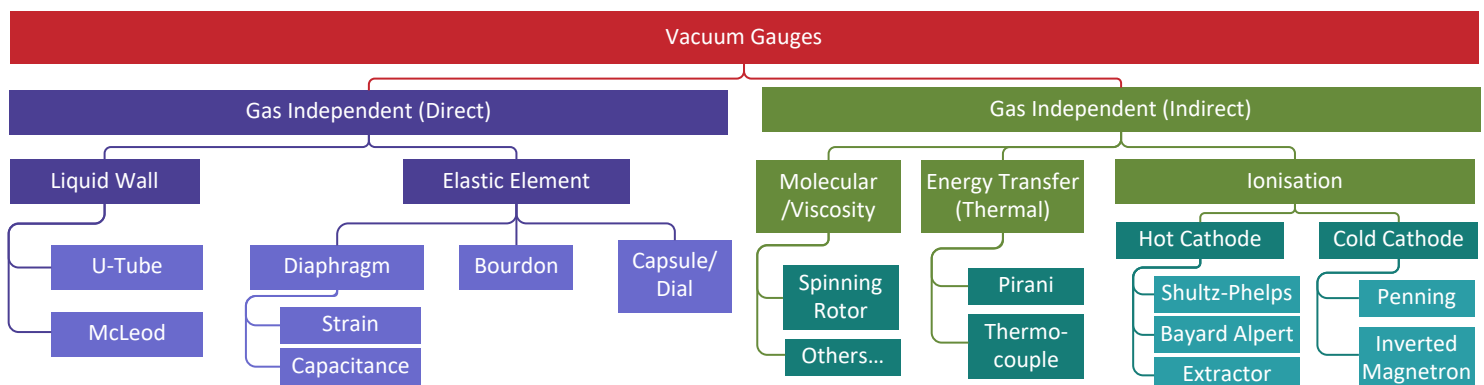 Vacuum Gauges
Gas Independent (Direct)
Gas Independent (Indirect)
Liquid Wall
Elastic Element
Molecular
/Viscosity
Energy Transfer
(Thermal)
Ionisation
U-Tube
McLeod
Diaphragm
Strain
Capacitance
Bourdon
Capsule/
Dial
Spinning
Rotor
Others...
Pirani
Thermo-
couple
Hot Cathode
Shultz-Phelps
Bayard Alpert
Extractor
Cold Cathode
Penning
Inverted
Magnetron